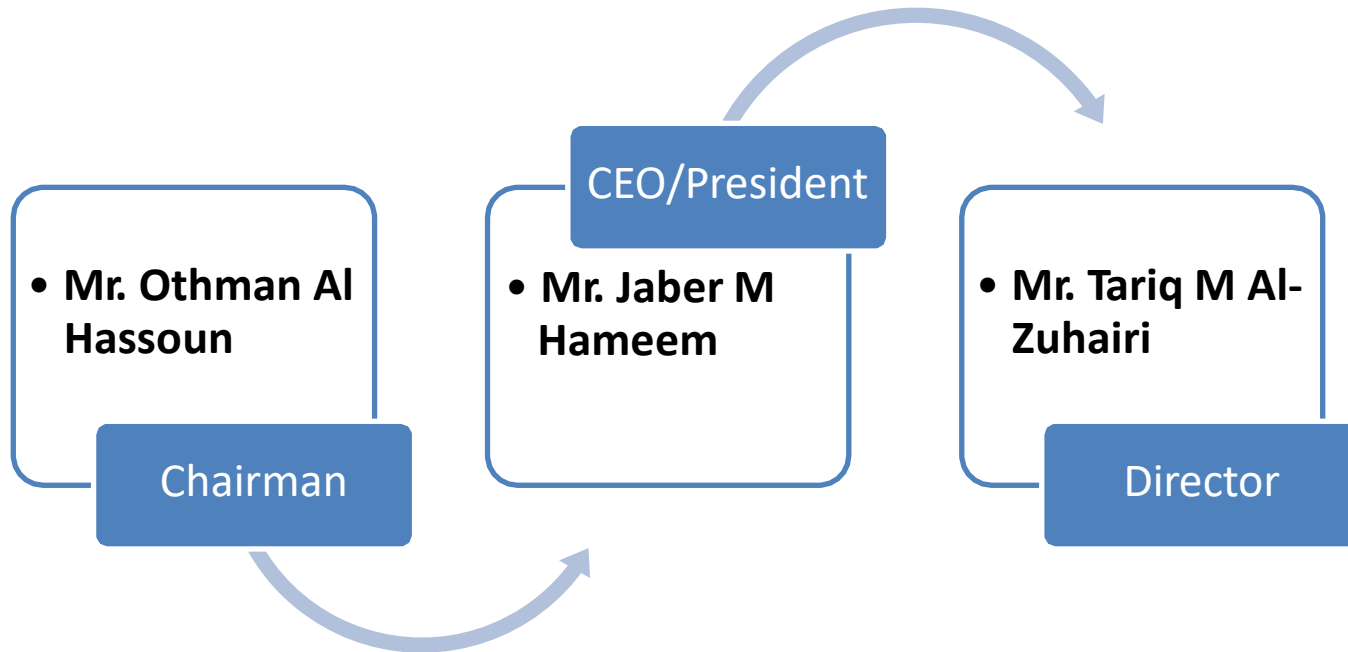 • Mr. Othman Al
Hassoun
Chairman
CEO/President
• Mr. Jaber M
Hameem
• Mr. Tariq M Al-
Zuhairi
Director